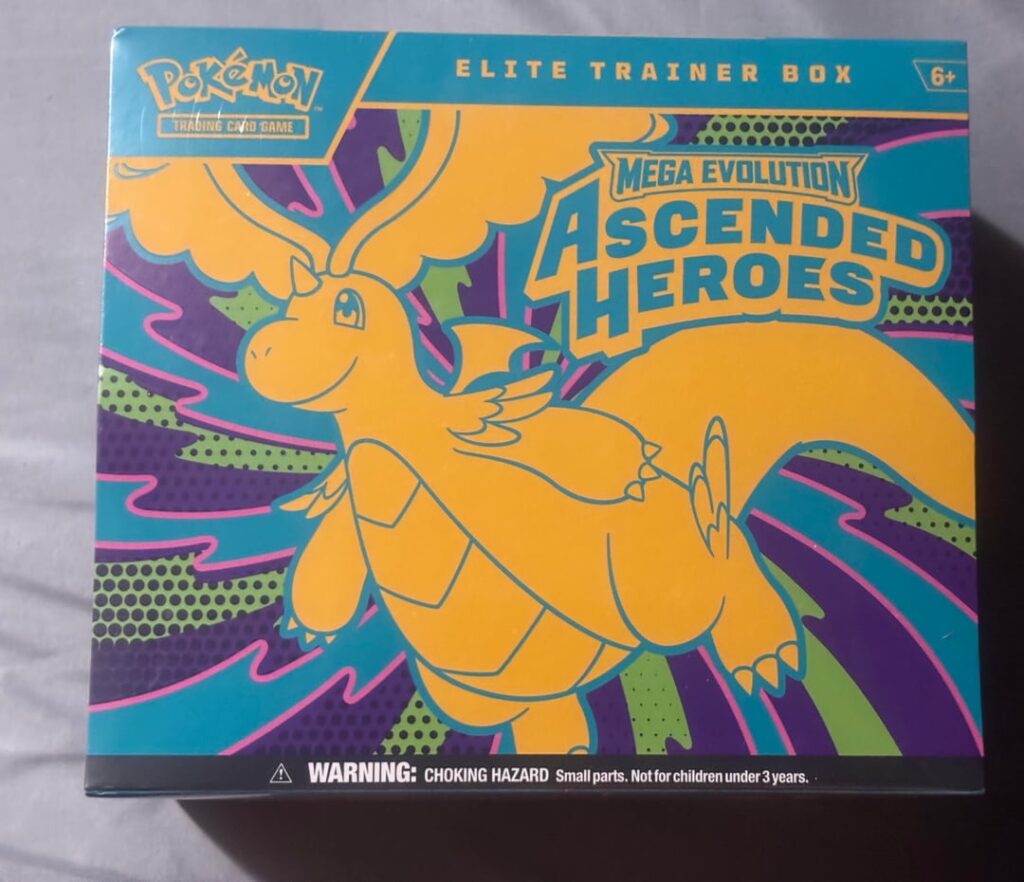 POKéMON™
TRADING CARD GAME
ELITE TRAINER BOX
6+
MEGA EVOLUTION
ASCENDED
HEROES
WARNING: CHOKING HAZARD Small parts. Not for children under 3 years.